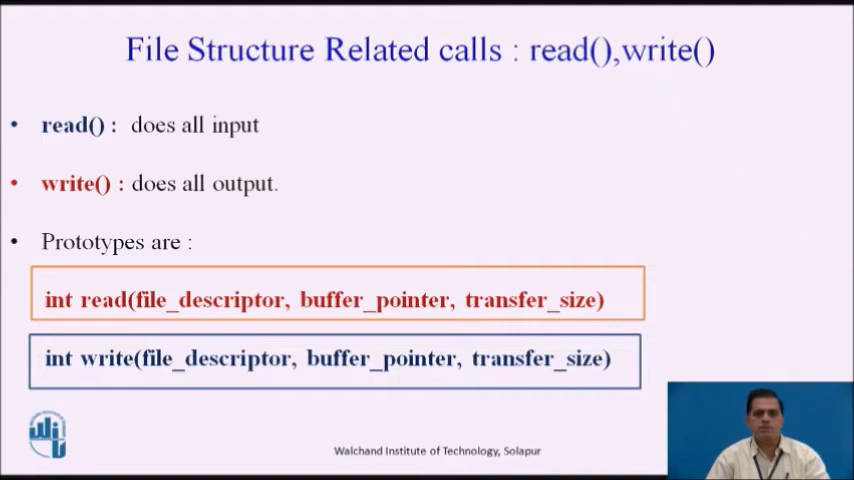 File Structure Related calls : read(),write()
• read() : does all input
• write() : does all output.
• Prototypes are :
int read(file_descriptor, buffer_pointer, transfer_size)
int write(file_descriptor, buffer_pointer, transfer_size)
Walchand Institute of Technology, Solapur